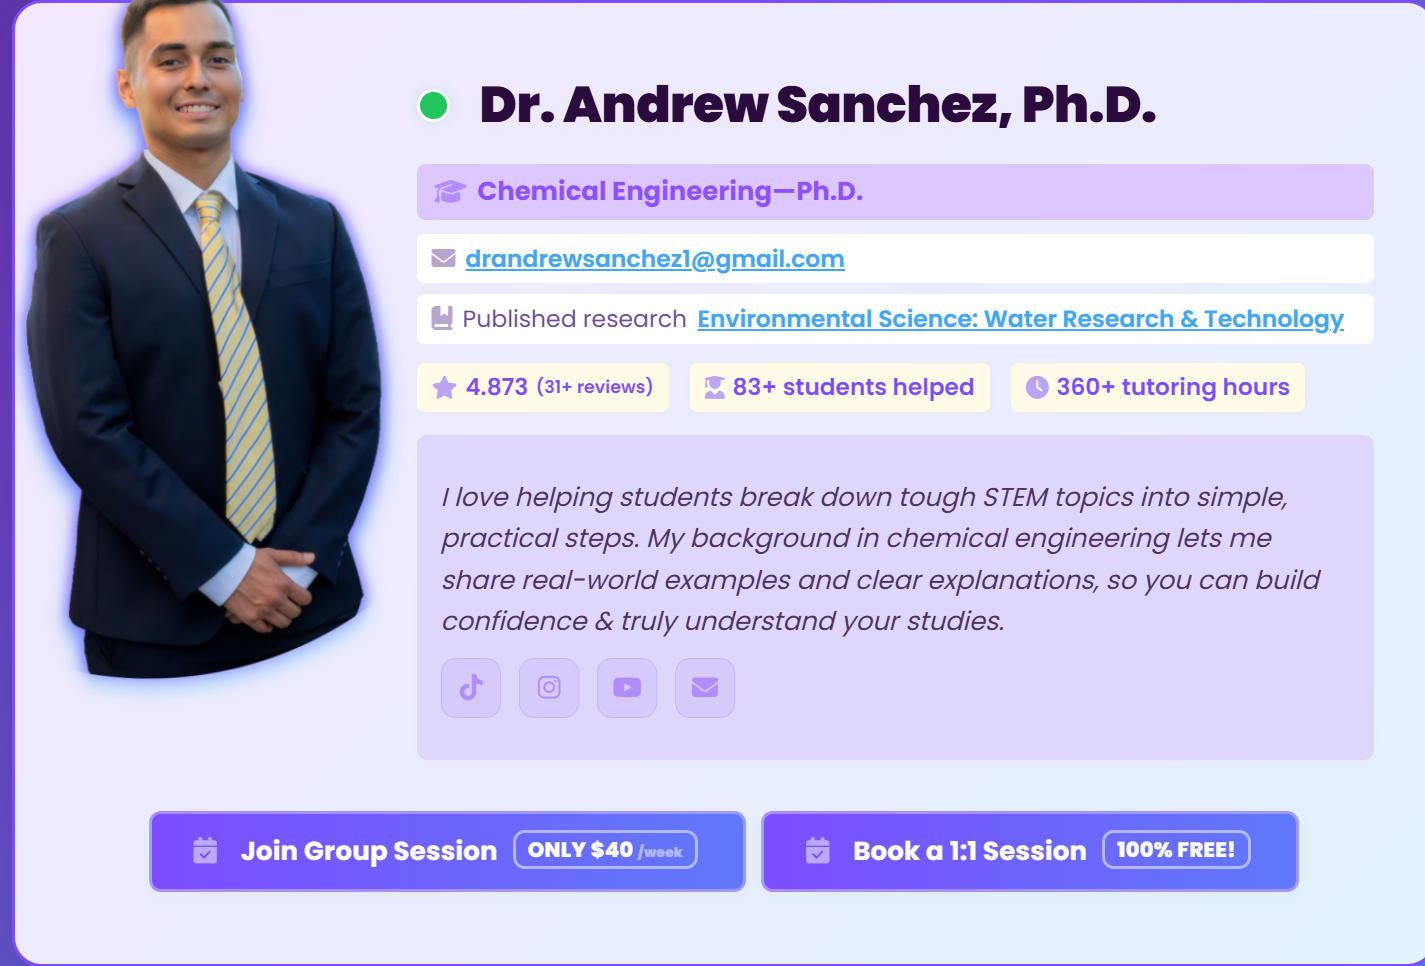 Dr. Andrew Sanchez, Ph.D.
Chemical Engineering—Ph.D.
drandrewsanchez1@gmail.com
Published research Environmental Science: Water Research & Technology
4.873 (31+ reviews) 83+ students helped 360+ tutoring hours
I love helping students break down tough STEM topics into simple,
practical steps. My background in chemical engineering lets me
share real-world examples and clear explanations, so you can build
confidence & truly understand your studies.
Join Group Session ONLY $40 /week Book a 1:1 Session 100% FREE!